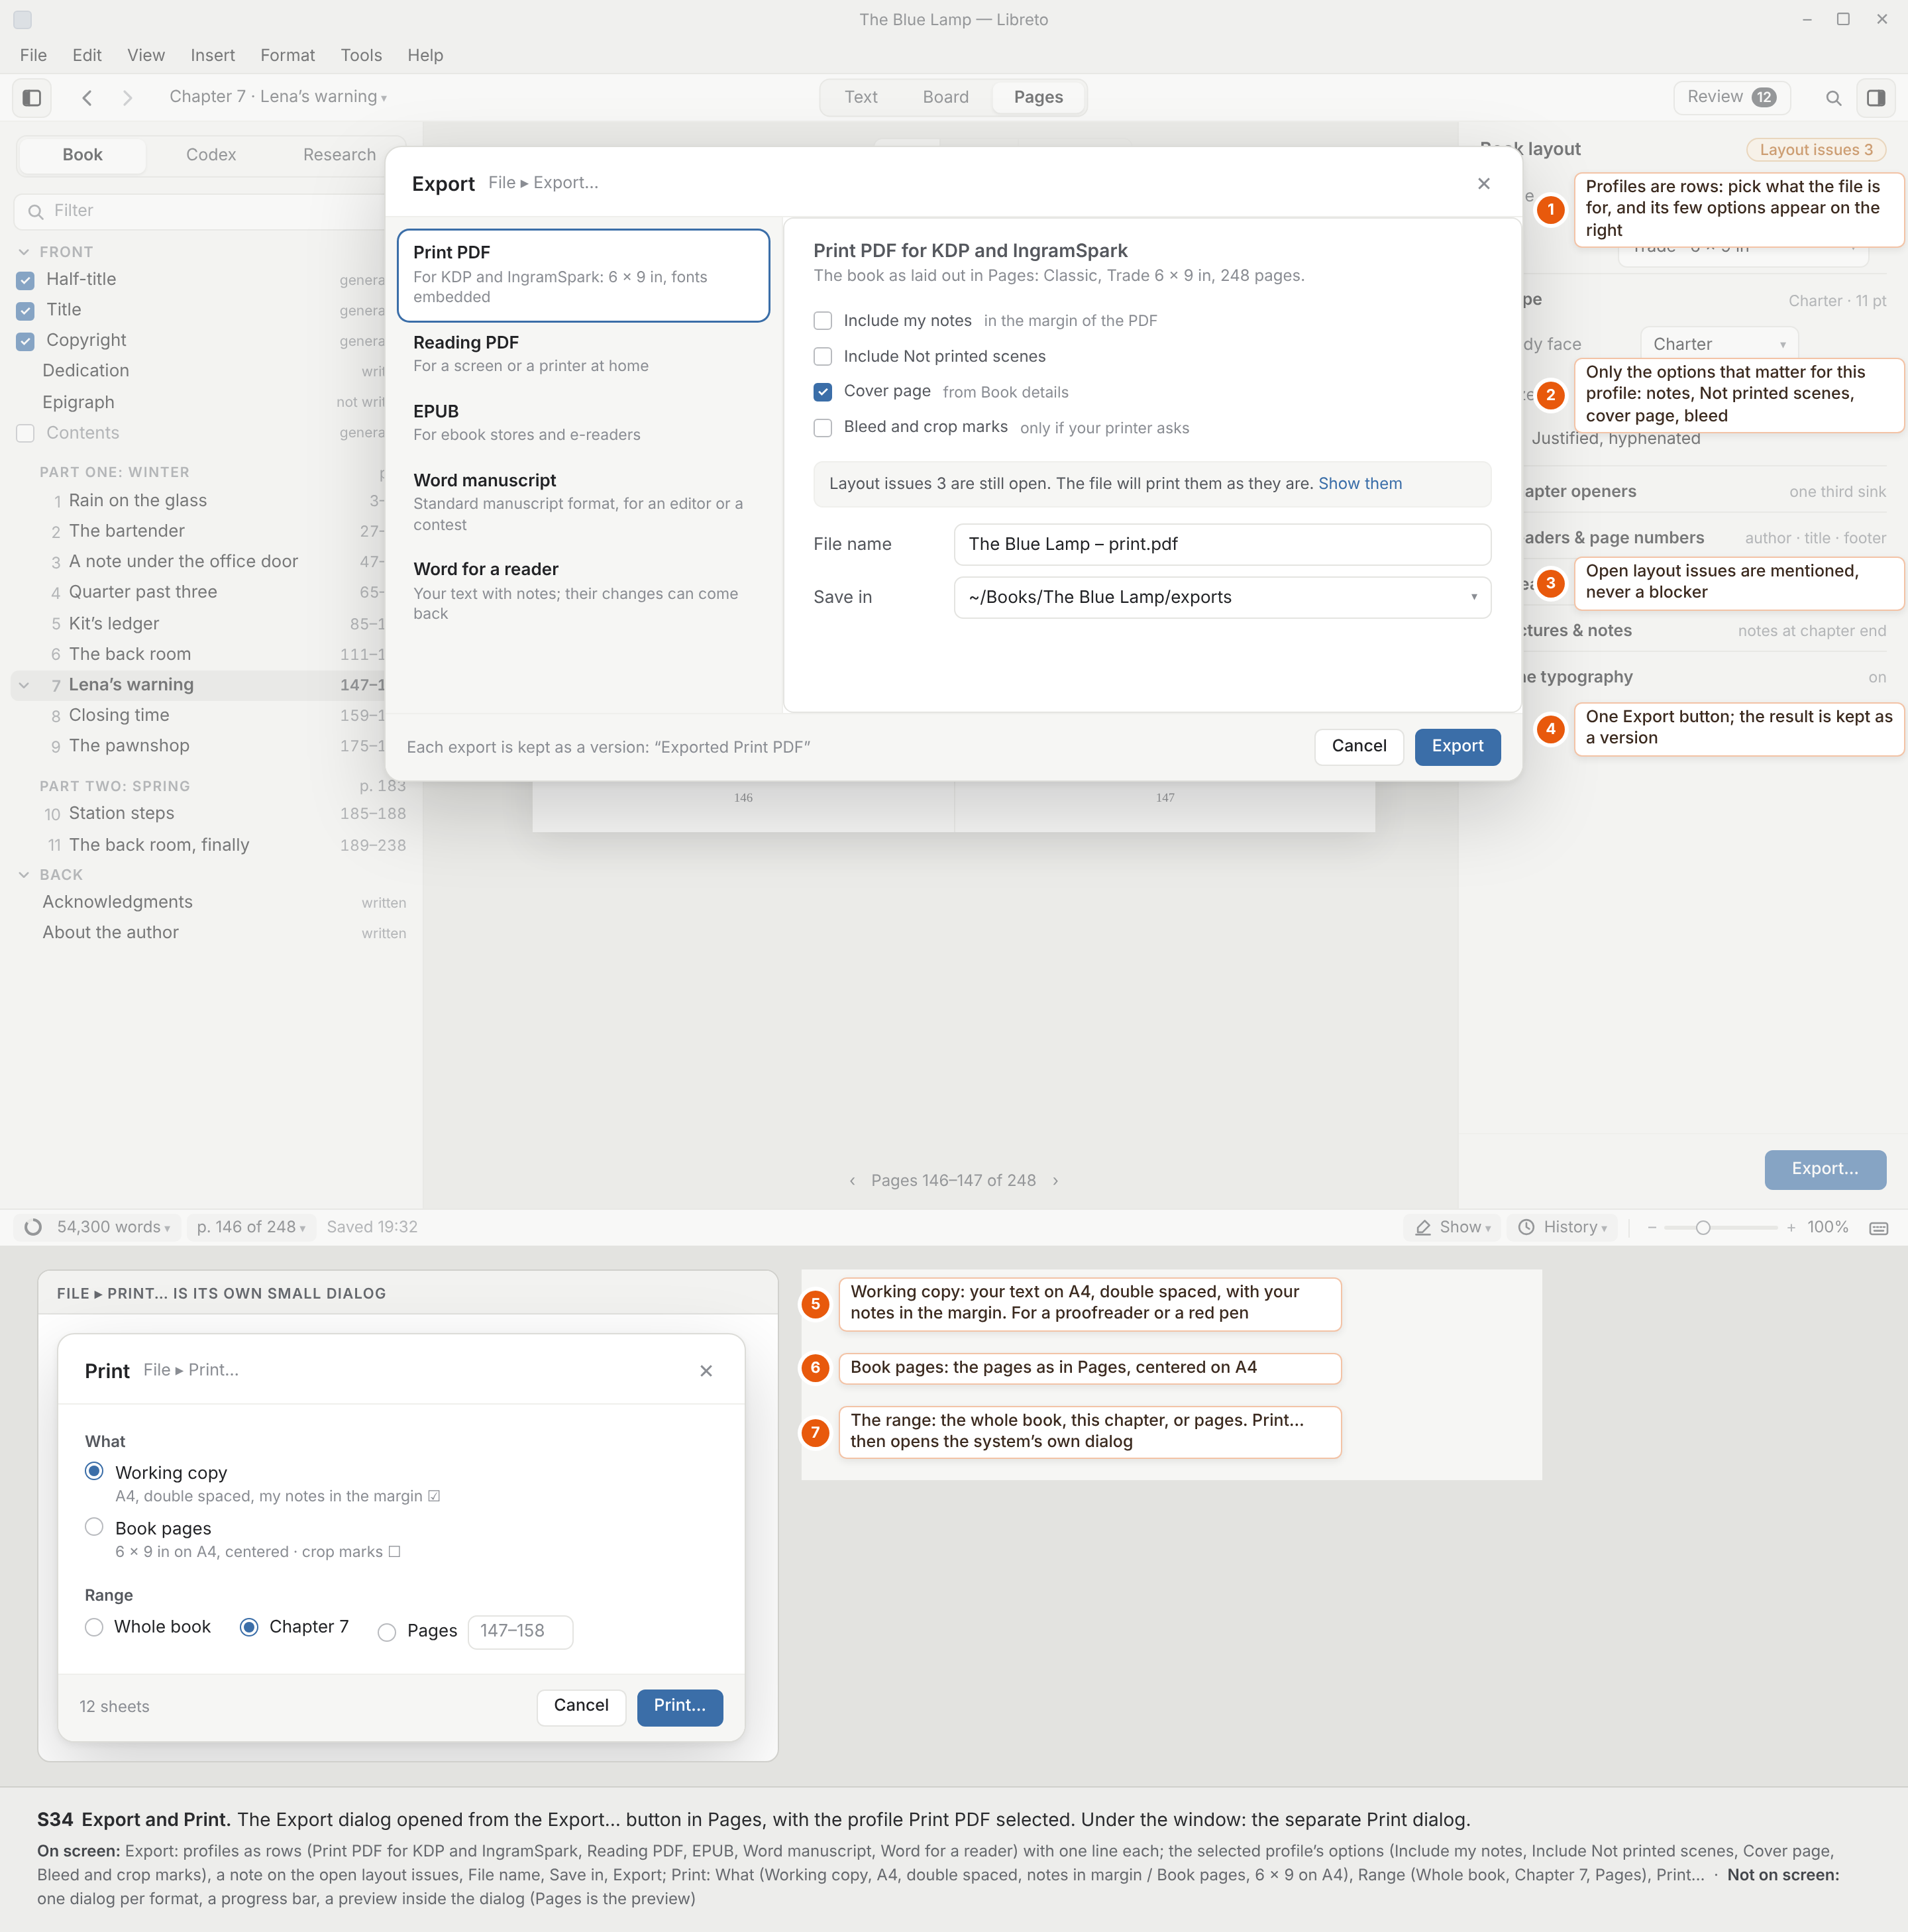 The Blue Lamp — Libreto
File Edit View Insert Format Tools Help
Chapter 7 · Lena’s warning ▾
Text Board Pages
Review 12
Book Codex Research
Filter
FRONT
Half-title
Title
Copyright
Dedication
Epigraph
Contents
PART ONE: WINTER
1 Rain on the glass
2 The bartender
3 A note under the office door
4 Quarter past three
5 Kit’s ledger
6 The back room
7 Lena’s warning
8 Closing time
9 The pawnshop
PART TWO: SPRING p. 183
10 Station steps 185–188
11 The back room, finally 189–238
BACK
Acknowledgments written
About the author written
Export File ▸ Export…
Print PDF
For KDP and IngramSpark: 6 × 9 in, fonts
embedded
Reading PDF
For a screen or a printer at home
EPUB
For ebook stores and e-readers
Word manuscript
Standard manuscript format, for an editor or a
contest
Word for a reader
Your text with notes; their changes can come
back
Print PDF for KDP and IngramSpark
The book as laid out in Pages: Classic, Trade 6 × 9 in, 248 pages.
Include my notes in the margin of the PDF
Include Not printed scenes
Cover page from Book details
Bleed and crop marks only if your printer asks
Layout issues 3 are still open. The file will print them as they are. Show them
File name The Blue Lamp – print.pdf
Save in ~/Books/The Blue Lamp/exports
Each export is kept as a version: “Exported Print PDF”
Cancel Export
146 147
‹ Pages 146–147 of 248 ›
layout
Layout issues 3
1 Profiles are rows: pick what the file is
for, and its few options appear on the
right
Charter · 11 pt
face Charter
2 Only the options that matter for this
profile: notes, Not printed scenes,
cover page, bleed
Justified, hyphenated
openers one third sink
& page numbers author · title · footer
3 Open layout issues are mentioned,
never a blocker
& notes notes at chapter end
typography on
4 One Export button; the result is kept as
a version
Export…
54,300 words ▾ p. 146 of 248 ▾ Saved 19:32
Show ▾ History ▾ − + 100%
FILE ▸ PRINT… IS ITS OWN SMALL DIALOG
Print File ▸ Print…
What
Working copy
A4, double spaced, my notes in the margin ☑
Book pages
6 × 9 in on A4, centered · crop marks ☐
Range
Whole book Chapter 7 Pages 147–158
12 sheets Cancel Print…
5 Working copy: your text on A4, double spaced, with your
notes in the margin. For a proofreader or a red pen
6 Book pages: the pages as in Pages, centered on A4
7 The range: the whole book, this chapter, or pages. Print…
then opens the system’s own dialog
S34 Export and Print. The Export dialog opened from the Export… button in Pages, with the profile Print PDF selected. Under the window: the separate Print dialog.
On screen: Export: profiles as rows (Print PDF for KDP and IngramSpark, Reading PDF, EPUB, Word manuscript, Word for a reader) with one line each; the selected profile’s options (Include my notes, Include Not printed scenes, Cover page,
Bleed and crop marks), a note on the open layout issues, File name, Save in, Export; Print: What (Working copy, A4, double spaced, notes in margin / Book pages, 6 × 9 on A4), Range (Whole book, Chapter 7, Pages), Print… · Not on screen:
one dialog per format, a progress bar, a preview inside the dialog (Pages is the preview)